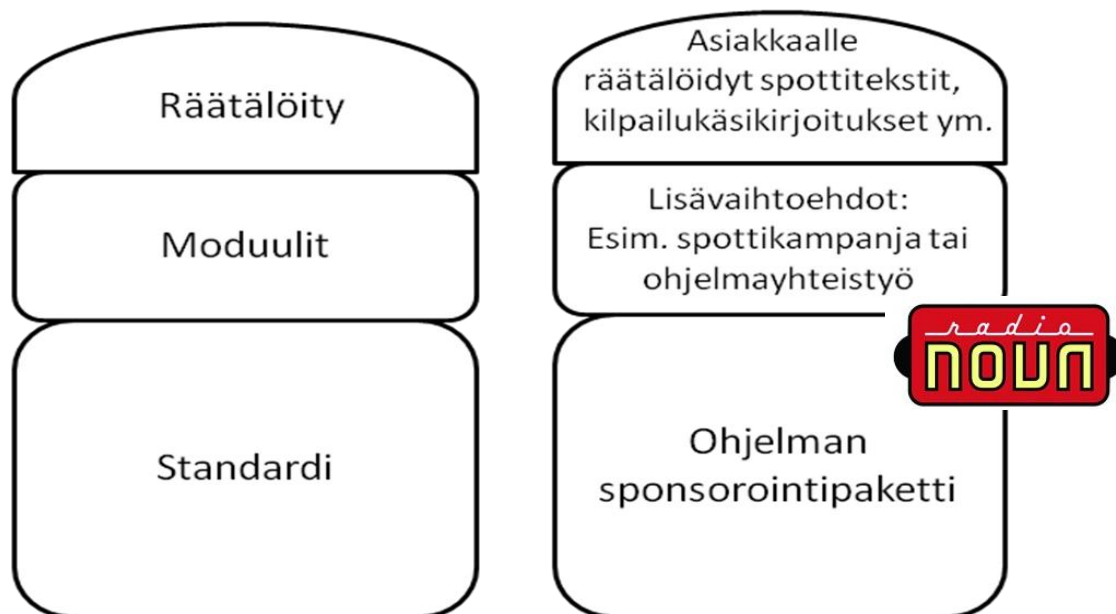 Räätälöity
Moduulit
Standardi
Asiakkaalle
räätälöidyt spottitekstit,
kilpailukäsikirjoitukset ym.
Lisävaihtoehdot:
Esim. spottikampanja tai
ohjelmayhteistyö
Ohjelman
sponsorointipaketti
radio
NOVA